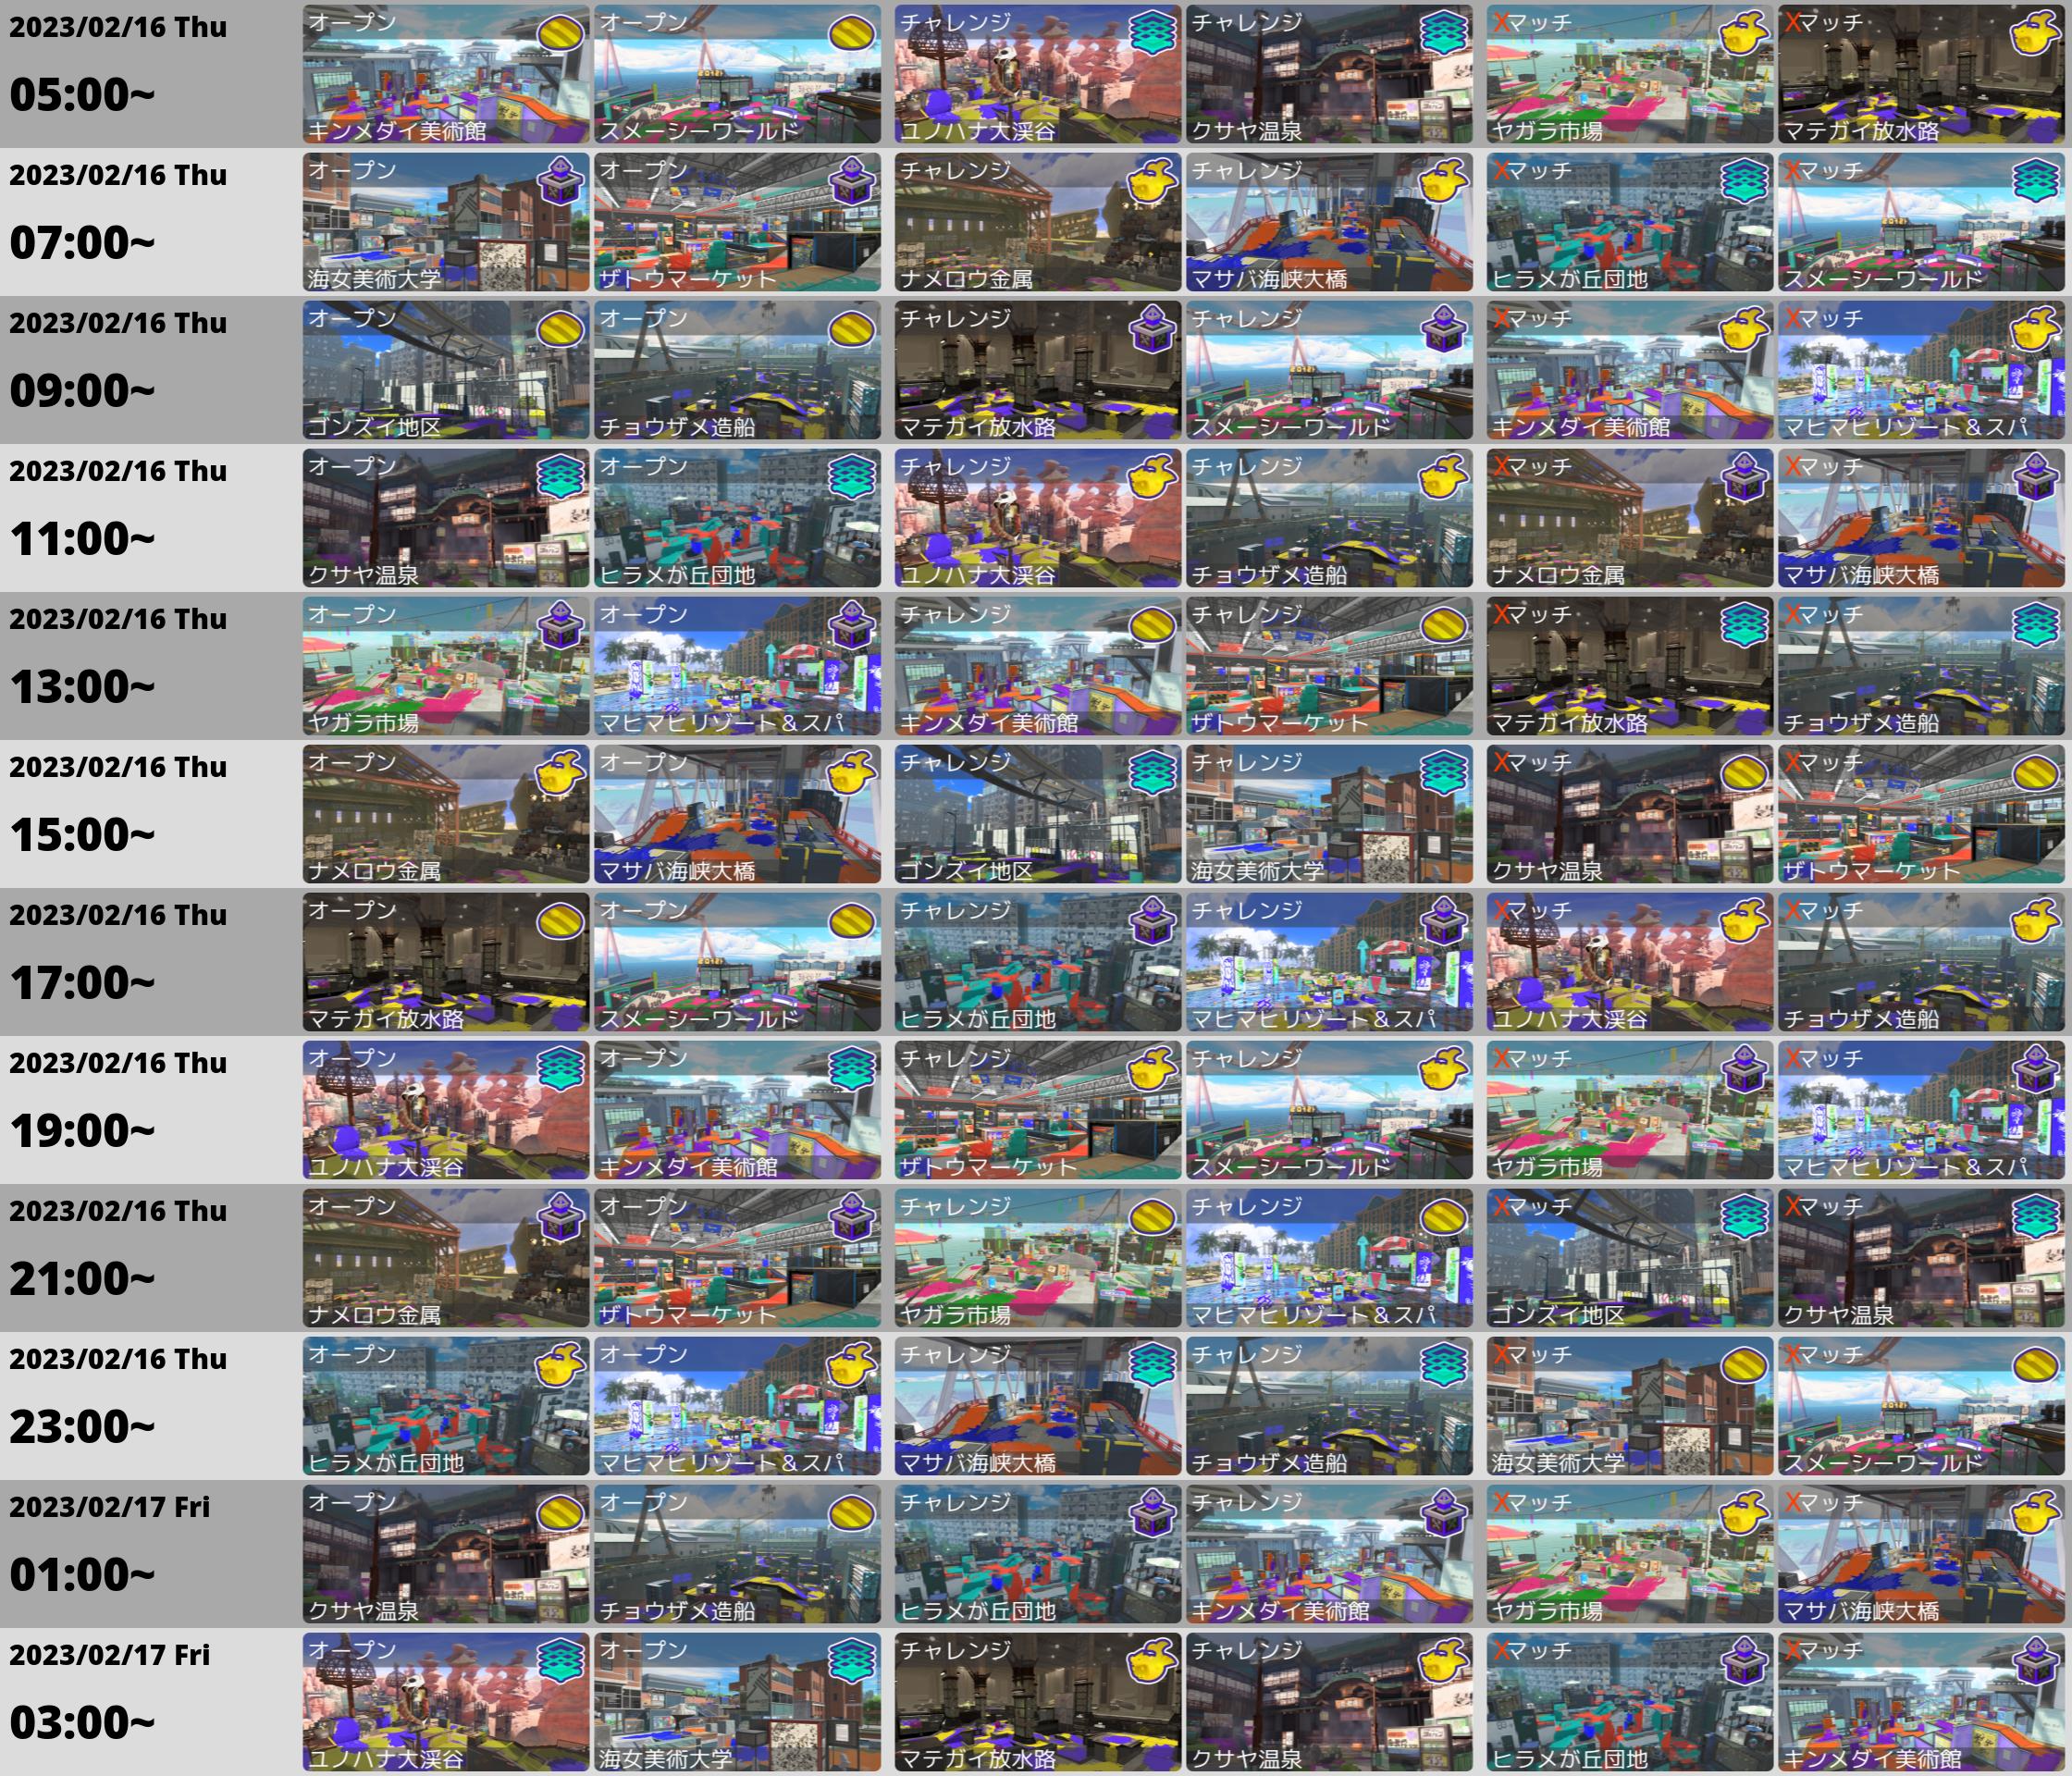 2023/02/16 Thu
05:00~
オープン オープン チャレンジ チャレンジ Xマッチ Xマッチ
キンメダイ美術館 スメーシーワールド ユノハナ大渓谷 クサヤ温泉 ヤガラ市場 マテガイ放水路
2023/02/16 Thu
07:00~
オープン オープン チャレンジ チャレンジ Xマッチ Xマッチ
海女美術大学 ザトウマーケット ナメロウ金属 マサバ海峡大橋 ヒラメが丘団地 スメーシーワールド
2023/02/16 Thu
09:00~
オープン オープン チャレンジ チャレンジ Xマッチ Xマッチ
ゴンズイ地区 チョウザメ造船 マテガイ放水路 スメーシーワールド キンメダイ美術館 マヒマヒリゾート＆スパ
2023/02/16 Thu
11:00~
オープン オープン チャレンジ チャレンジ Xマッチ Xマッチ
クサヤ温泉 ヒラメが丘団地 ユノハナ大渓谷 チョウザメ造船 ナメロウ金属 マサバ海峡大橋
2023/02/16 Thu
13:00~
オープン オープン チャレンジ チャレンジ Xマッチ Xマッチ
ヤガラ市場 マヒマヒリゾート＆スパ キンメダイ美術館 ザトウマーケット マテガイ放水路 チョウザメ造船
2023/02/16 Thu
15:00~
オープン オープン チャレンジ チャレンジ Xマッチ Xマッチ
ナメロウ金属 マサバ海峡大橋 ゴンズイ地区 海女美術大学 クサヤ温泉 ザトウマーケット
2023/02/16 Thu
17:00~
オープン オープン チャレンジ チャレンジ Xマッチ Xマッチ
マテガイ放水路 スメーシーワールド ヒラメが丘団地 マヒマヒリゾート＆スパ ユノハナ大渓谷 チョウザメ造船
2023/02/16 Thu
19:00~
オープン オープン チャレンジ チャレンジ Xマッチ Xマッチ
ユノハナ大渓谷 キンメダイ美術館 ザトウマーケット スメーシーワールド ヤガラ市場 マヒマヒリゾート＆スパ
2023/02/16 Thu
21:00~
オープン オープン チャレンジ チャレンジ Xマッチ Xマッチ
ナメロウ金属 ザトウマーケット ヤガラ市場 マヒマヒリゾート＆スパ ゴンズイ地区 クサヤ温泉
2023/02/16 Thu
23:00~
オープン オープン チャレンジ チャレンジ Xマッチ Xマッチ
ヒラメが丘団地 マヒマヒリゾート＆スパ マサバ海峡大橋 チョウザメ造船 海女美術大学 スメーシーワールド
2023/02/17 Fri
01:00~
オープン オープン チャレンジ チャレンジ Xマッチ Xマッチ
クサヤ温泉 チョウザメ造船 ヒラメが丘団地 キンメダイ美術館 ヤガラ市場 マサバ海峡大橋
2023/02/17 Fri
03:00~
オープン オープン チャレンジ チャレンジ Xマッチ Xマッチ
ユノハナ大渓谷 海女美術大学 マテガイ放水路 クサヤ温泉 ヒラメが丘団地 キンメダイ美術館